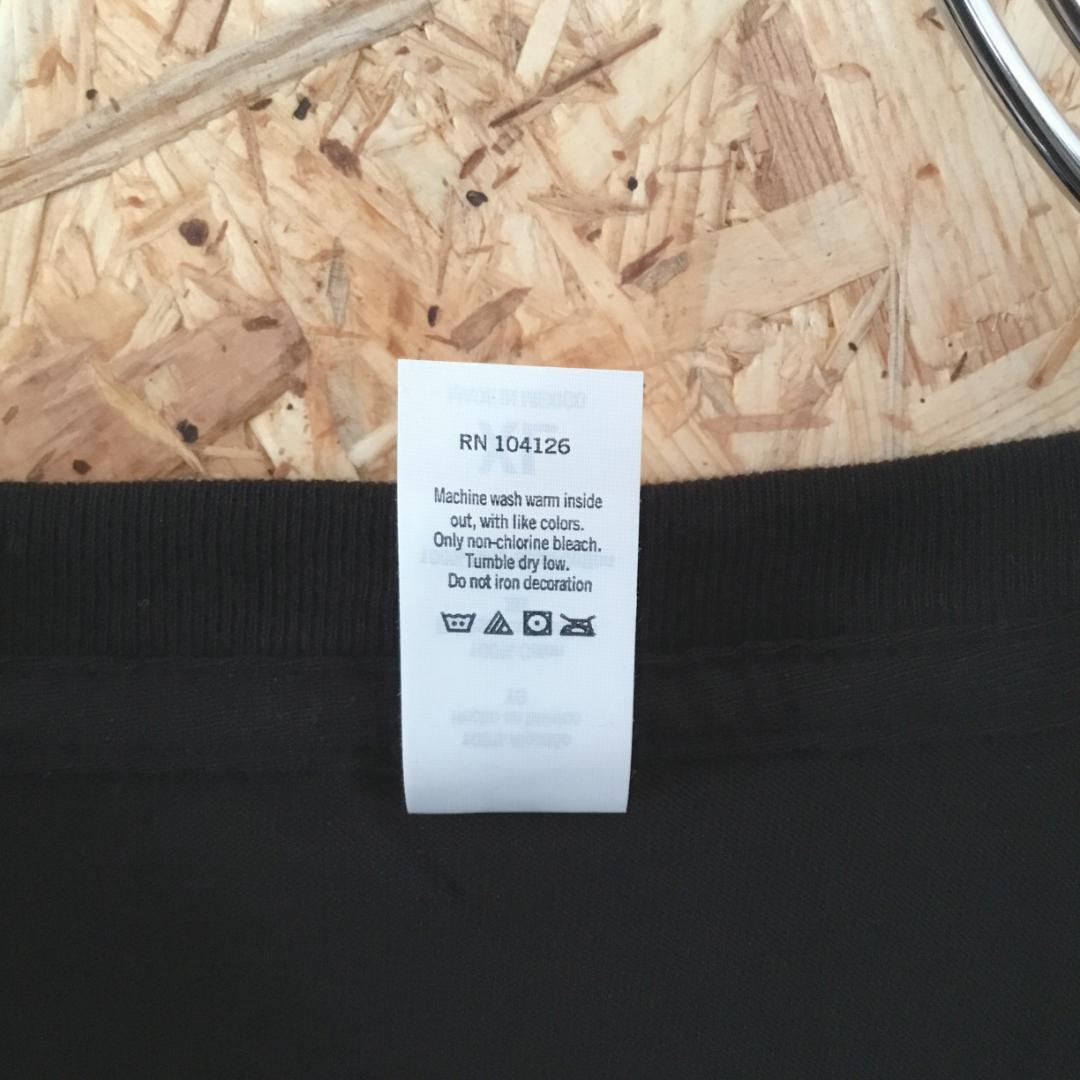 RN 104126
Machine wash warm inside
out, with like colors.
Only non-chlorine bleach.
Tumble dry low.
Do not iron decoration